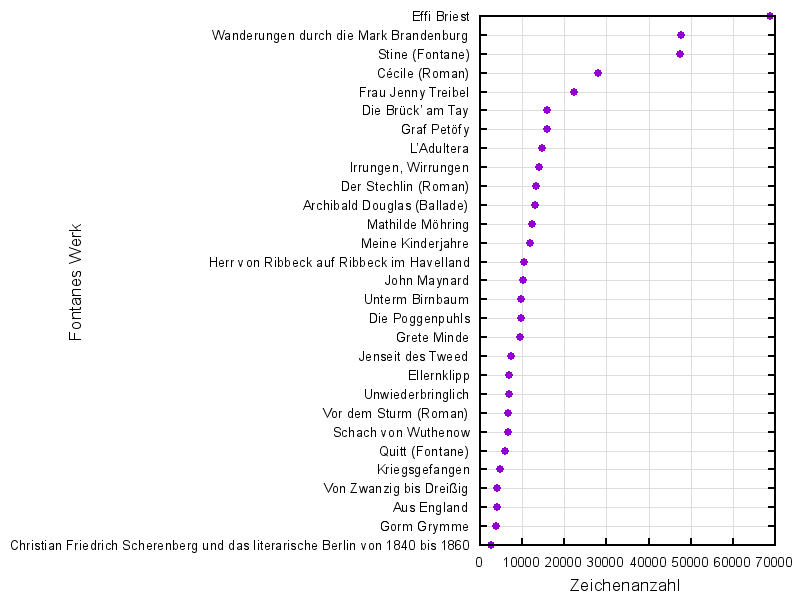 Effi Briest
Wanderungen durch die Mark Brandenburg
Stine (Fontane)
Cécile (Roman)
Frau Jenny Treibel
Die Brück' am Tay
Graf Petöfy
L'Adultera
Irrungen, Wirrungen
Der Stechlin (Roman)
Archibald Douglas (Ballade)
Mathilde Möhring
Meine Kinderjahre
Herr von Ribbeck auf Ribbeck im Havelland
John Maynard
Unterm Birnbaum
Die Poggenpuhls
Grete Minde
Jenseit des Tweed
Ellernklipp
Unwiederbringlich
Vor dem Sturm (Roman)
Schach von Wuthenow
Quitt (Fontane)
Kriegsgefangen
Von Zwanzig bis Dreißig
Aus England
Gorm Grymme
Christian Friedrich Scherenberg und das literarische Berlin von 1840 bis 1860
Fontanes Werk
0 10000 20000 30000 40000 50000 60000 70000
Zeichenanzahl